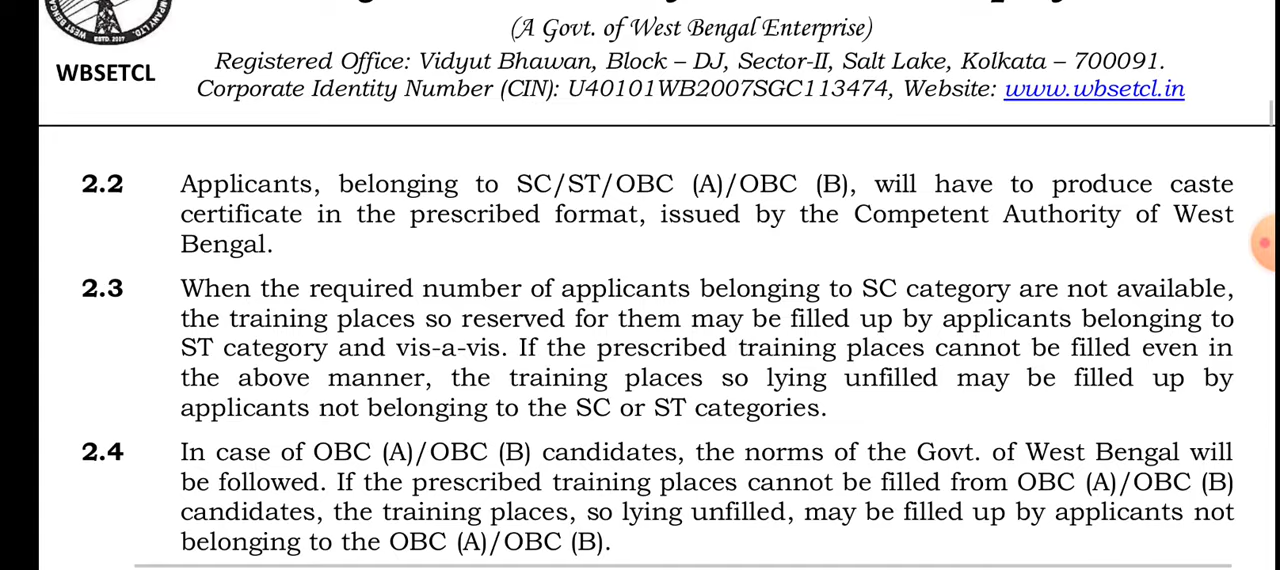 WBSETCL
(A Govt. of West Bengal Enterprise)
Registered Office: Vidyut Bhawan, Block – DJ, Sector-II, Salt Lake, Kolkata – 700091.
Corporate Identity Number (CIN): U40101WB2007SGC113474, Website: www.wbsetcl.in
2.2 Applicants, belonging to SC/ST/OBC (A)/OBC (B), will have to produce caste
certificate in the prescribed format, issued by the Competent Authority of West
Bengal.
2.3 When the required number of applicants belonging to SC category are not available,
the training places so reserved for them may be filled up by applicants belonging to
ST category and vis-a-vis. If the prescribed training places cannot be filled even in
the above manner, the training places so lying unfilled may be filled up by
applicants not belonging to the SC or ST categories.
2.4 In case of OBC (A)/OBC (B) candidates, the norms of the Govt. of West Bengal will
be followed. If the prescribed training places cannot be filled from OBC (A)/OBC (B)
candidates, the training places, so lying unfilled, may be filled up by applicants not
belonging to the OBC (A)/OBC (B).